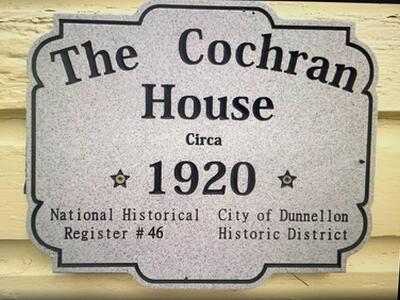 The Cochran
House
Circa
1920
National Historical City of Dunnellon
Register #46 Historic District